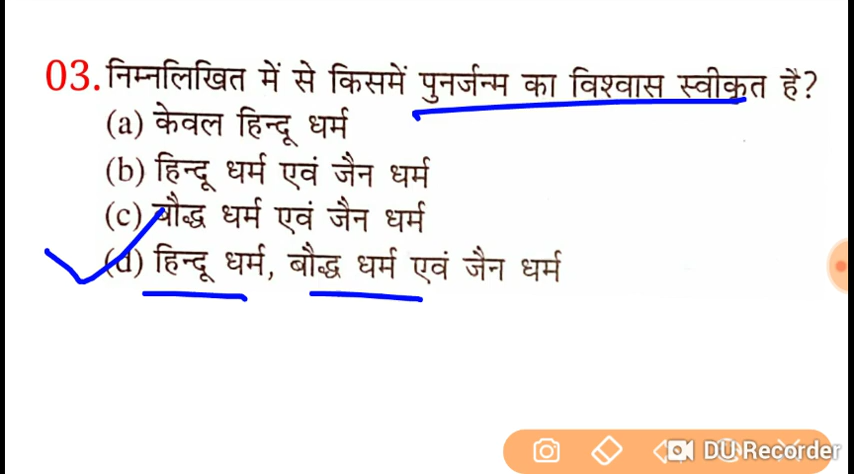 03. निम्नलिखित में से किसमें पुनर्जन्म का विश्वास स्वीकृत है?
(a) केवल हिन्दू धर्म
(b) हिन्दू धर्म एवं जैन धर्म
(c) बौद्ध धर्म एवं जैन धर्म
(d) हिन्दू धर्म, बौद्ध धर्म एवं जैन धर्म
DU Recorder